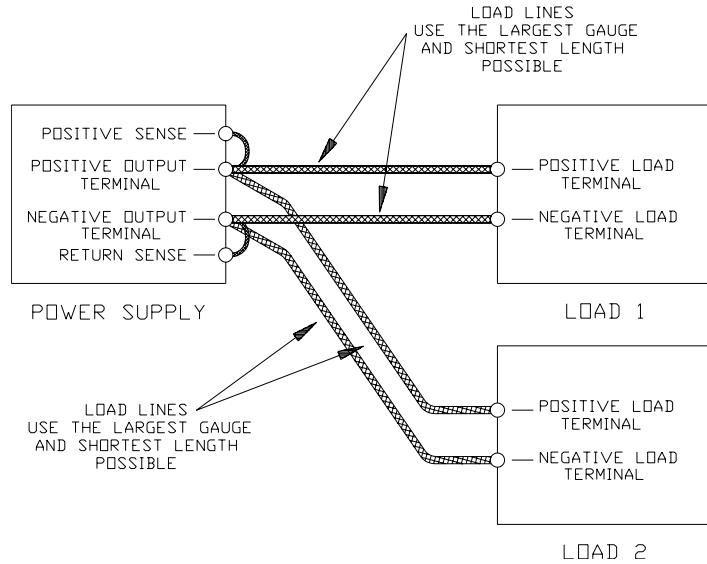 LOAD LINES
USE THE LARGEST GAUGE
AND SHORTEST LENGTH
POSSIBLE
POSITIVE SENSE
POSITIVE OUTPUT
TERMINAL
NEGATIVE OUTPUT
TERMINAL
RETURN SENSE
POWER SUPPLY
POSITIVE LOAD
TERMINAL
NEGATIVE LOAD
TERMINAL
LOAD 1
LOAD LINES
USE THE LARGEST GAUGE
AND SHORTEST LENGTH
POSSIBLE
POSITIVE LOAD
TERMINAL
NEGATIVE LOAD
TERMINAL
LOAD 2